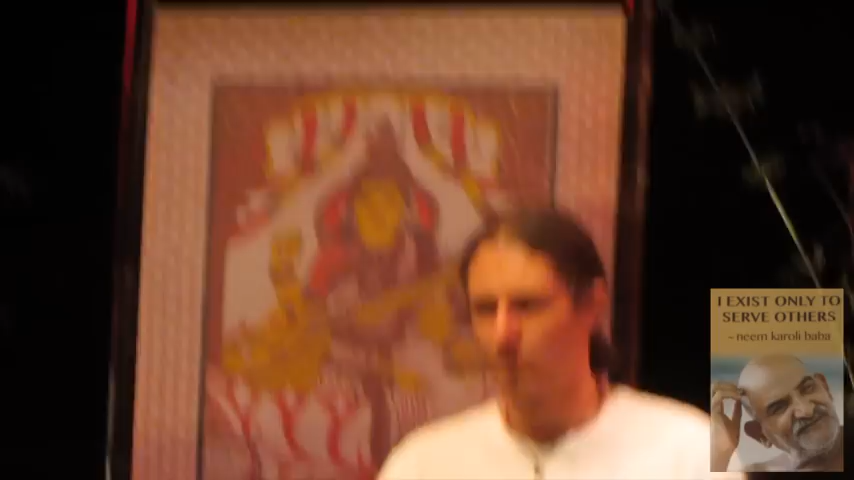 I EXIST ONLY TO
SERVE OTHERS
- neem karoli baba